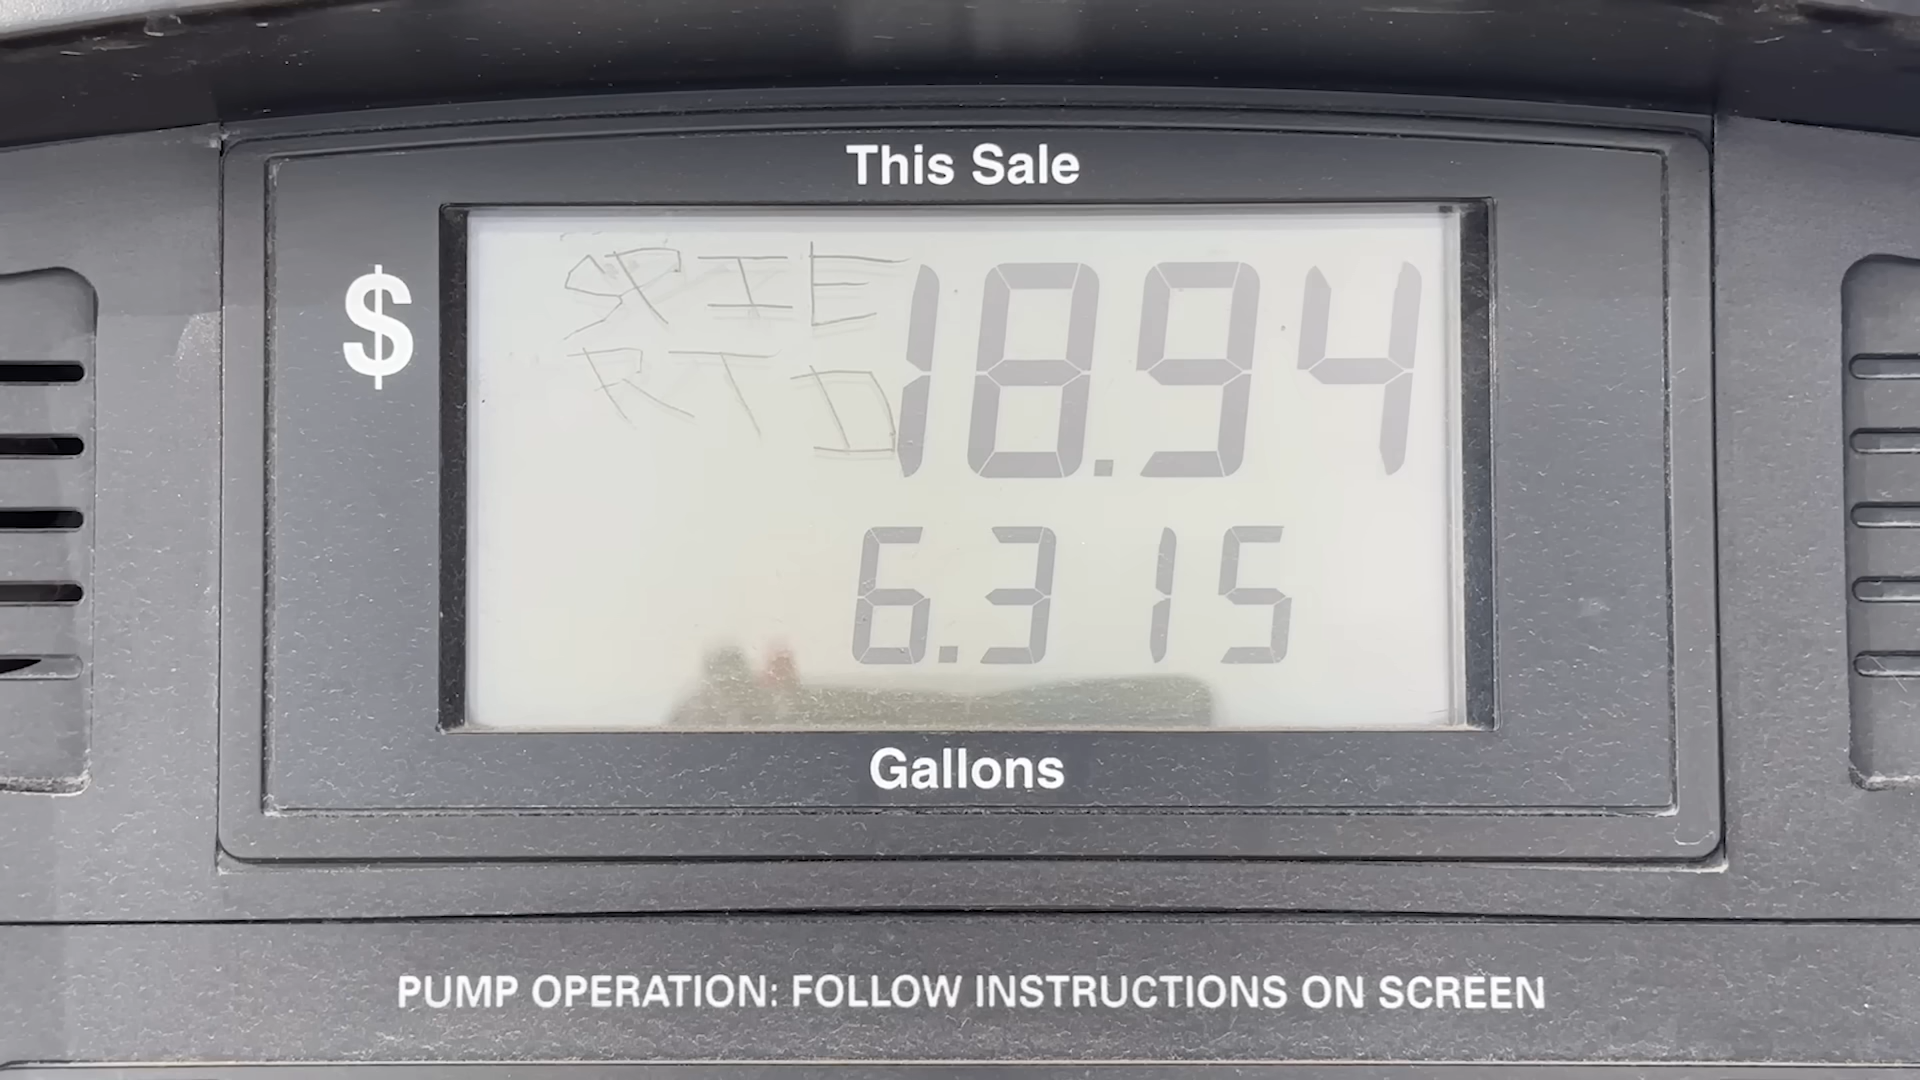 This Sale
$ 18.94
6.315
Gallons
PUMP OPERATION: FOLLOW INSTRUCTIONS ON SCREEN